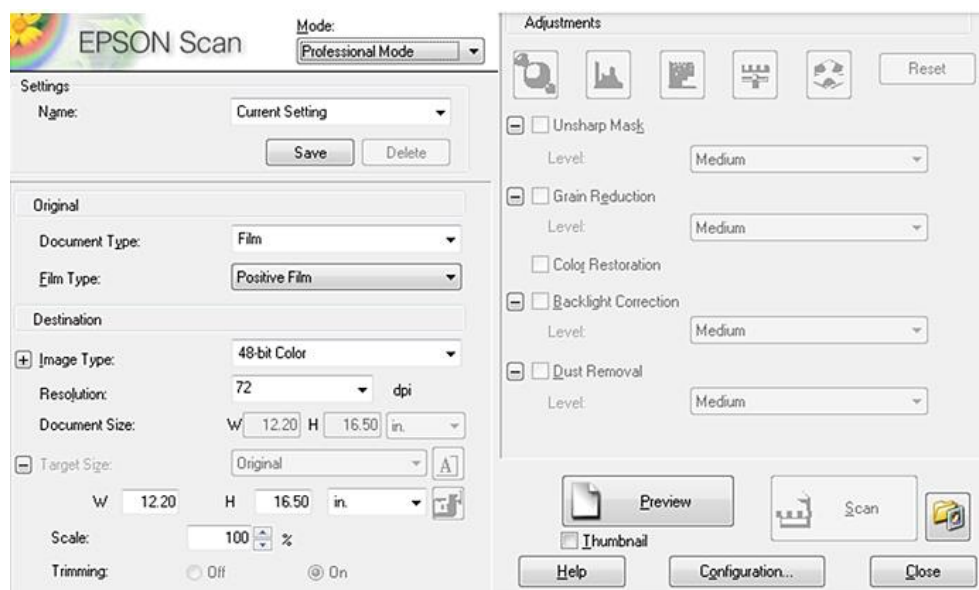 EPSON Scan
Mode:
Professional Mode
Settings
Name:
Current Setting
Save
Delete
Original
Document Type:
Film
Film Type:
Positive Film
Destination
Image Type:
48-bit Color
Resolution:
72
dpi
Document Size:
W 12.20 H 16.50 in.
Target Size:
Original
A
W 12.20 H 16.50 in.
Scale:
100 %
Trimming:
Off
On
Adjustments
Reset
Unsharp Mask
Level:
Medium
Grain Reduction
Level:
Medium
Color Restoration
Backlight Correction
Level:
Medium
Dust Removal
Level:
Medium
Preview
Scan
Thumbnail
Help
Configuration...
Close